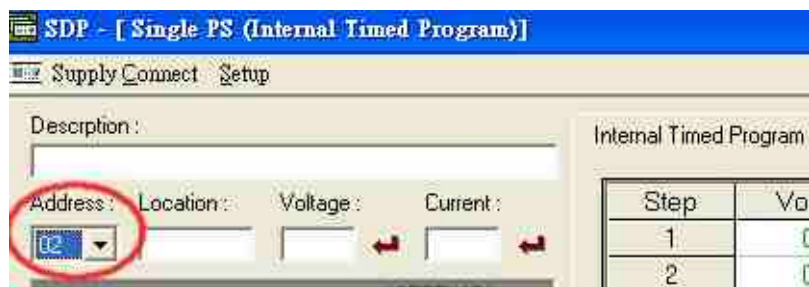 SDP - [ Single PS (Internal Timed Program)]
Supply Connect Setup
Descrption :
Internal Timed Program
Address : Location : Voltage : Current :
02
Step
1
2